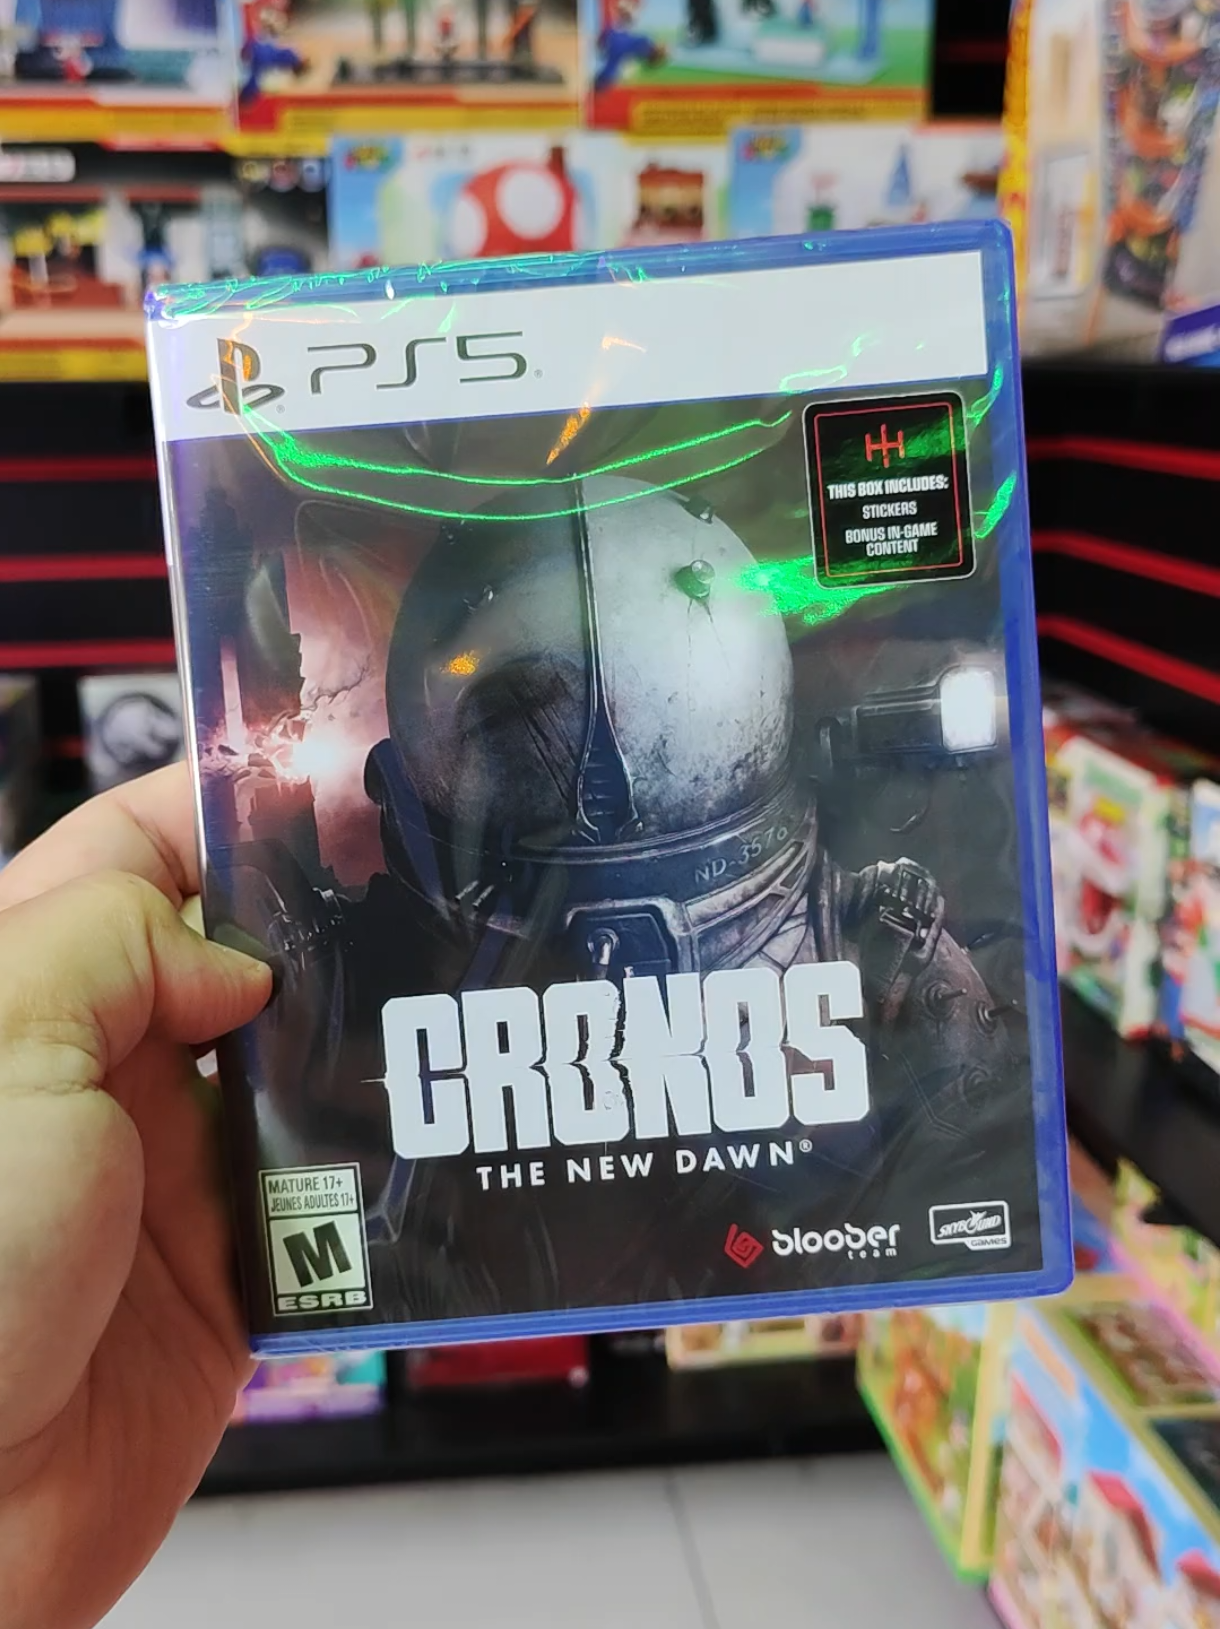 PS5
THIS BOX INCLUDES:
STICKERS
BONUS IN-GAME
CONTENT
ND-3576
CRONOS
THE NEW DAWN®
MATURE 17+
JEUNES ADULTES 17+
M
ESRB
bloober
team
SKYBOUND
GAMES